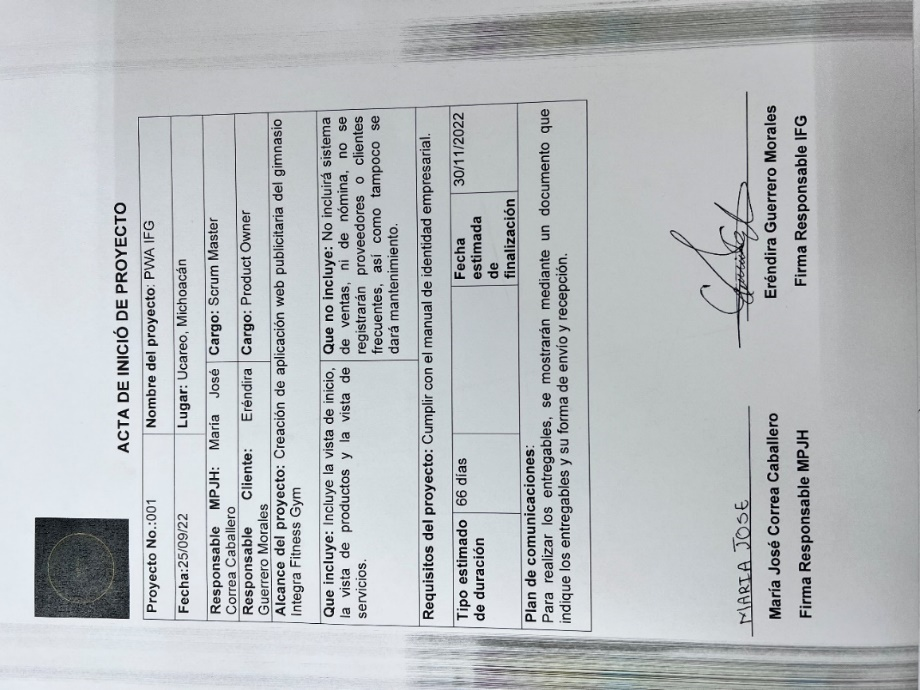 ACTA DE INICIÓ DE PROYECTO
Proyecto No.:001
Nombre del proyecto: PWA IFG
Fecha:25/09/22
Lugar: Ucareo, Michoacán
Responsable MPJH: María José
Correa Caballero
Cargo: Scrum Master
Responsable Cliente: Eréndira
Guerrero Morales
Cargo: Product Owner
Alcance del proyecto: Creación de aplicación web publicitaria del gimnasio
Integra Fitness Gym
Que incluye: Incluye la vista de inicio,
la vista de productos y la vista de
servicios.
Que no incluye: No incluirá sistema
de ventas, ni de nómina, no se
registrarán proveedores o clientes
frecuentes, así como tampoco se
dará mantenimiento.
Requisitos del proyecto: Cumplir con el manual de identidad empresarial.
Tipo estimado
de duración
66 días
Fecha
estimada
de
finalización
30/11/2022
Plan de comunicaciones:
Para realizar los entregables, se mostrarán mediante un documento que
indique los entregables y su forma de envío y recepción.
MARIA JOSE
María José Correa Caballero
Firma Responsable MPJH
Eréndira Guerrero Morales
Firma Responsable IFG